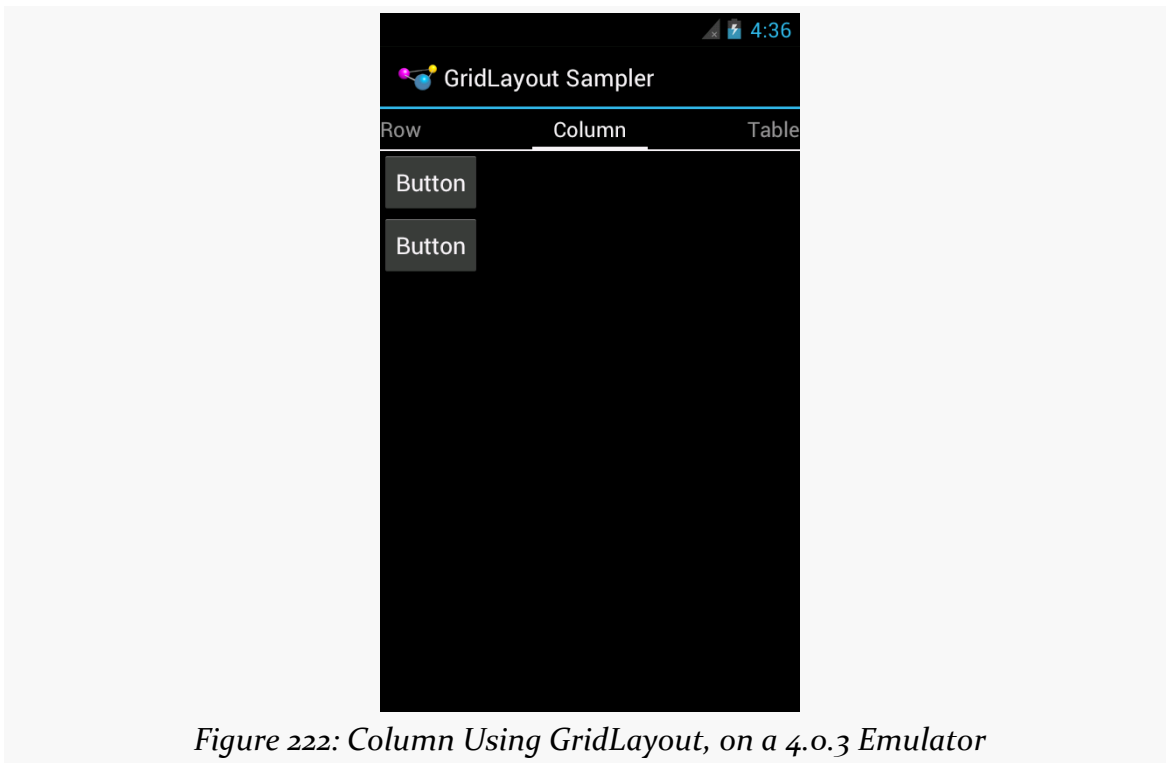 4:36
GridLayout Sampler
Row Column Table
Button
Button
Figure 222: Column Using GridLayout, on a 4.0.3 Emulator